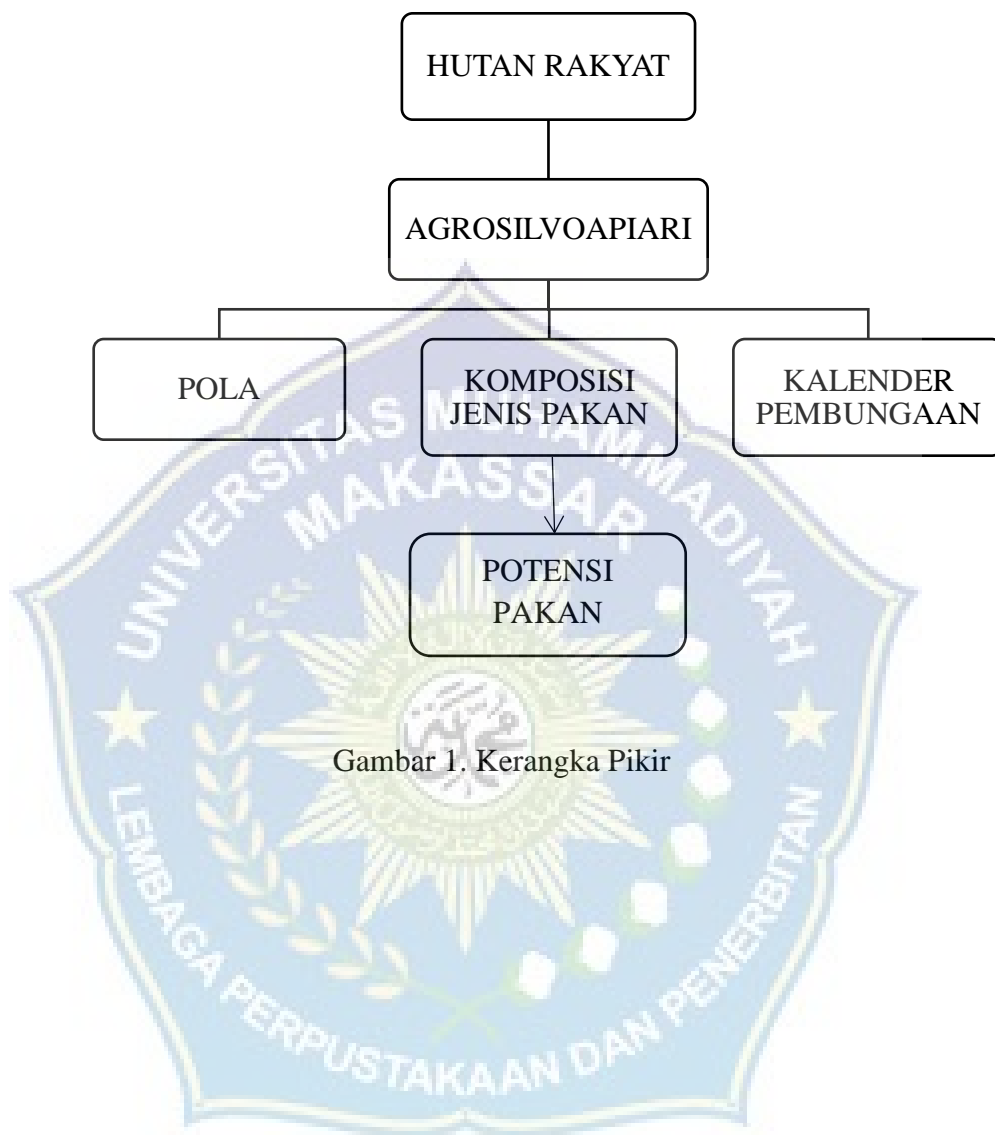 HUTAN RAKYAT
AGROSILVOAPIARI
POLA
KOMPOSISI
JENIS PAKAN
KALENDER
PEMBUNGAAN
POTENSI
PAKAN
Gambar 1. Kerangka Pikir
UNIVERSITAS MUHAMMADIYAH
MAKASSAR
LEMBAGA PERPUSTAKAAN DAN PENERBITAN